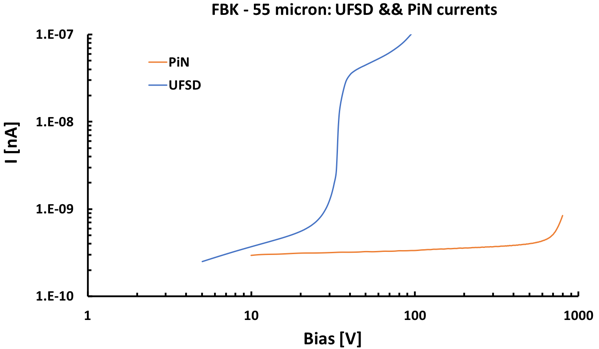 FBK - 55 micron: UFSD && PiN currents
1.E-07
PiN
UFSD
1.E-08
I [nA]
1.E-09
1.E-10
1 10 100 1000
Bias [V]